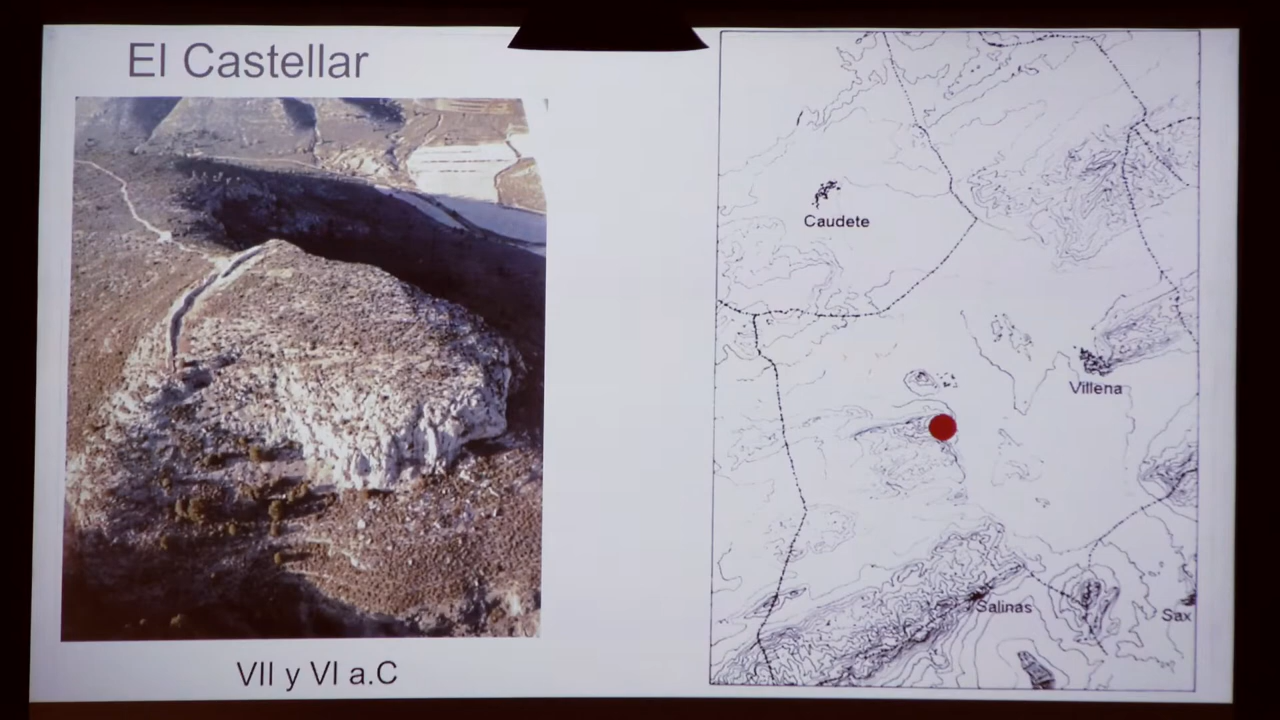 El Castellar
VII y VI a.C
Caudete
Villena
Salinas
Sax